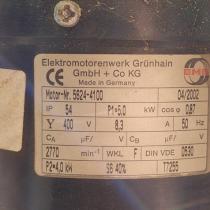 Elektromotorenwerk Grünhain
GmbH + Co KG
CE
Made in Germany
EMG
Motor-Nr. 5624-4100 04/2002
IP 54 P1=5,0 kW cos φ 0,87
Y 400 V 8,3 A 50 Hz
CA µF/ V CB µF/ V
2770 min⁻¹ WKL F DIN VDE 0530
P2=4,0 kW S6 40% T7255